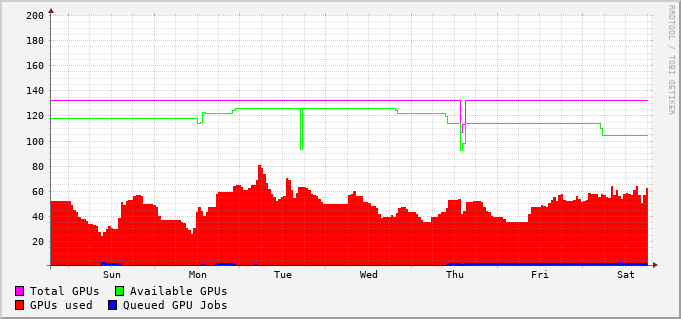 200
180
160
140
120
100
80
60
40
20
Sun Mon Tue Wed Thu Fri Sat
Total GPUs Available GPUs
GPUs used Queued GPU Jobs
RRDTOOL / TOBI OETIKER